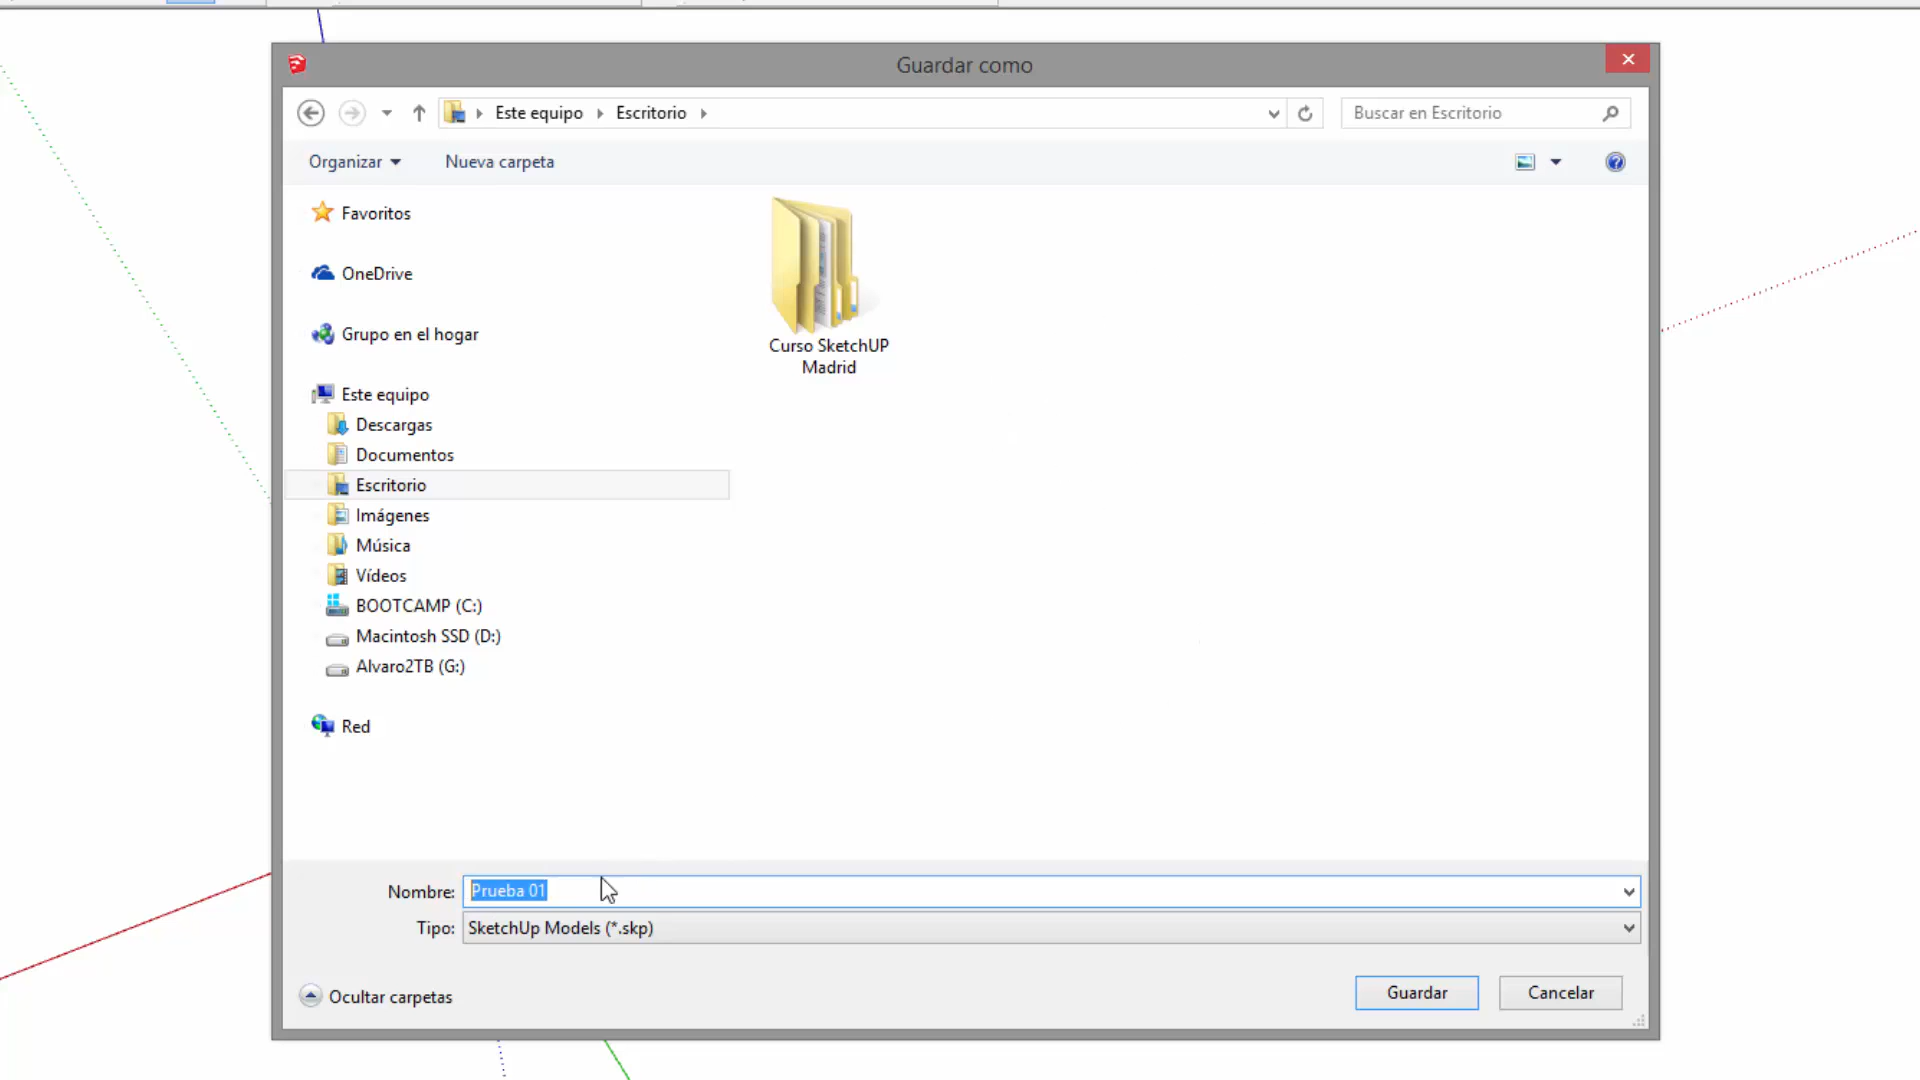 Guardar como
Este equipo
Escritorio
Buscar en Escritorio
Organizar
Nueva carpeta
Favoritos
OneDrive
Grupo en el hogar
Este equipo
Descargas
Documentos
Escritorio
Imágenes
Música
Vídeos
BOOTCAMP (C:)
Macintosh SSD (D:)
Alvaro2TB (G:)
Red
Curso SketchUP
Madrid
Nombre: Prueba 01
Tipo: SketchUp Models (*.skp)
Ocultar carpetas
Guardar
Cancelar